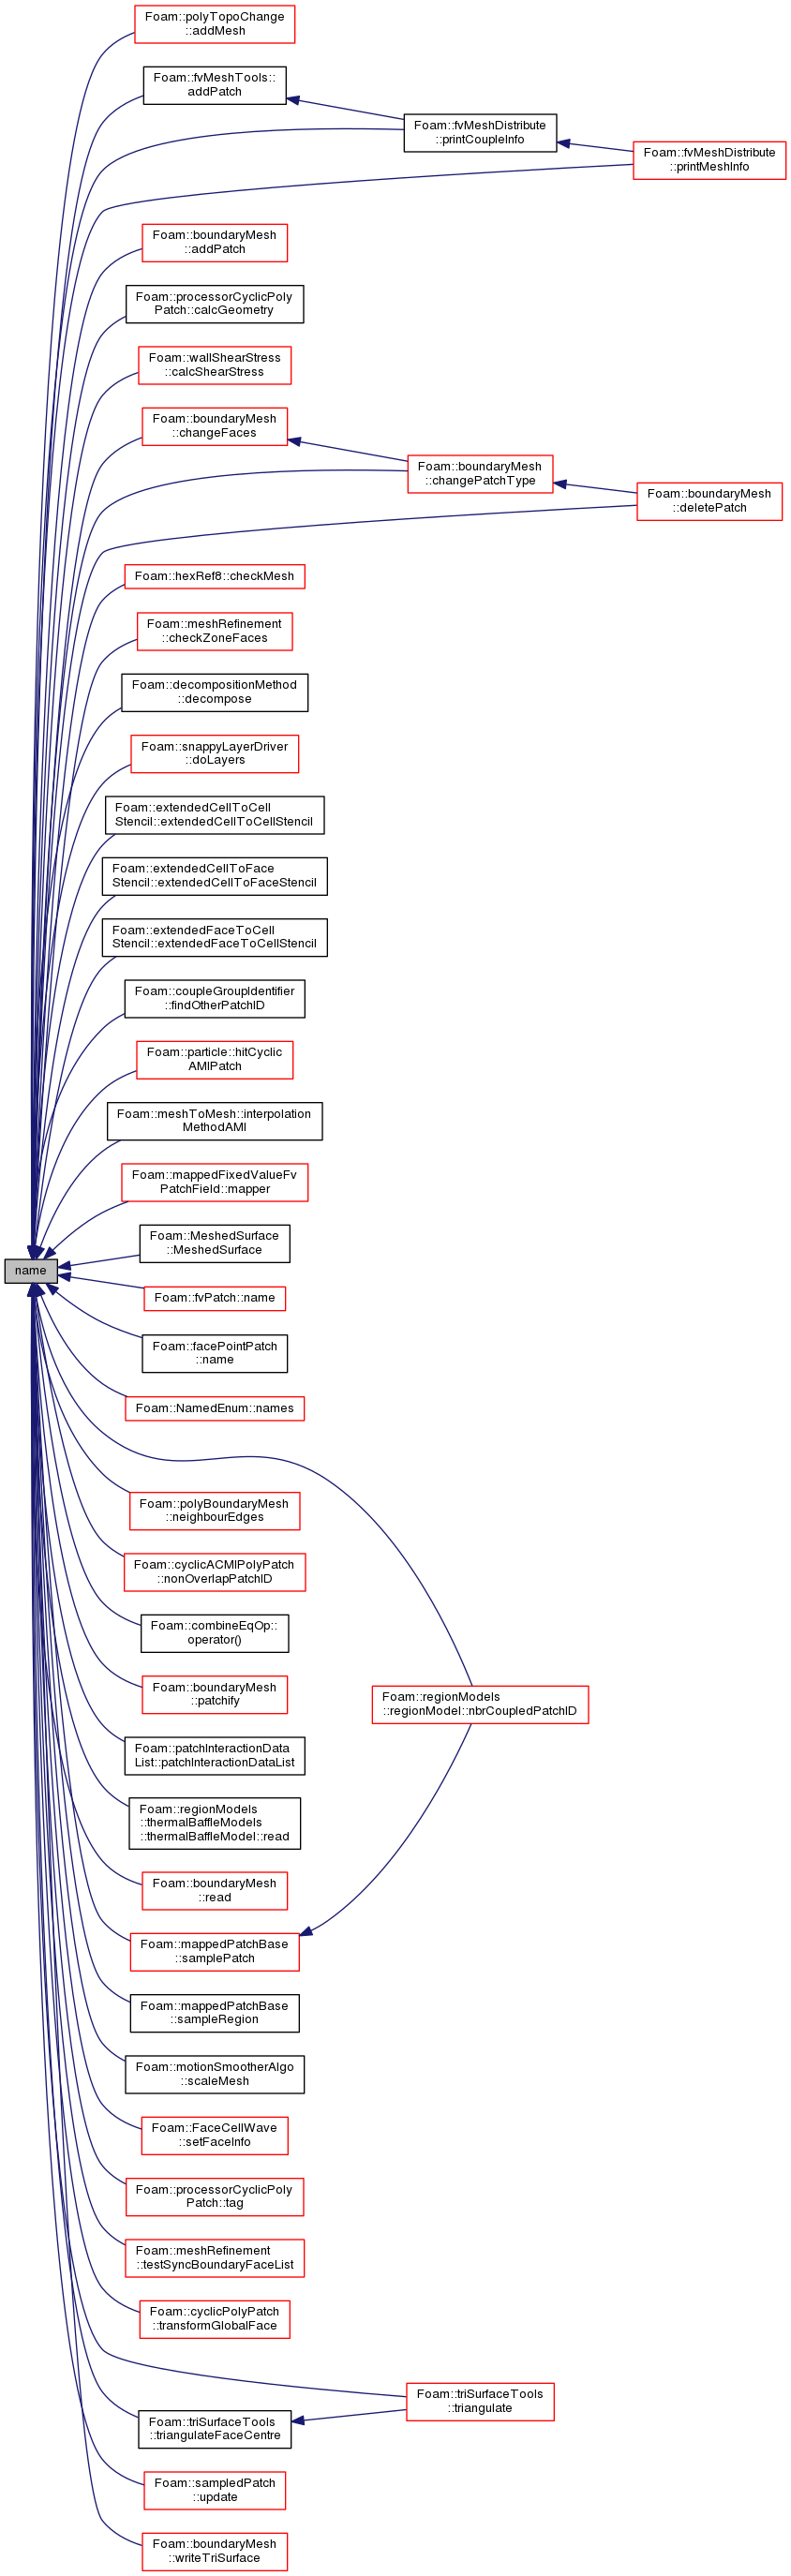 Foam::polyTopoChange
::addMesh
Foam::fvMeshTools::
addPatch
Foam::fvMeshDistribute
::printCoupleInfo
Foam::fvMeshDistribute
::printMeshInfo
Foam::boundaryMesh
::addPatch
Foam::processorCyclicPoly
Patch::calcGeometry
Foam::wallShearStress
::calcShearStress
Foam::boundaryMesh
::changeFaces
Foam::boundaryMesh
::changePatchType
Foam::boundaryMesh
::deletePatch
Foam::hexRef8::checkMesh
Foam::meshRefinement
::checkZoneFaces
Foam::decompositionMethod
::decompose
Foam::snappyLayerDriver
::doLayers
Foam::extendedCellToCell
Stencil::extendedCellToCellStencil
Foam::extendedCellToFace
Stencil::extendedCellToFaceStencil
Foam::extendedFaceToCell
Stencil::extendedFaceToCellStencil
Foam::coupleGroupIdentifier
::findOtherPatchID
Foam::particle::hitCyclic
AMIPatch
Foam::meshToMesh::interpolation
MethodAMI
Foam::mappedFixedValueFv
PatchField::mapper
Foam::MeshedSurface
::MeshedSurface
name
Foam::fvPatch::name
Foam::facePointPatch
::name
Foam::NamedEnum::names
Foam::polyBoundaryMesh
::neighbourEdges
Foam::cyclicACMIPolyPatch
::nonOverlapPatchID
Foam::combineEqOp::
operator()
Foam::boundaryMesh
::patchify
Foam::regionModels
::regionModel::nbrCoupledPatchID
Foam::patchInteractionData
List::patchInteractionDataList
Foam::regionModels
::thermalBaffleModels
::thermalBaffleModel::read
Foam::boundaryMesh
::read
Foam::mappedPatchBase
::samplePatch
Foam::mappedPatchBase
::sampleRegion
Foam::motionSmootherAlgo
::scaleMesh
Foam::FaceCellWave
::setFaceInfo
Foam::processorCyclicPoly
Patch::tag
Foam::meshRefinement
::testSyncBoundaryFaceList
Foam::cyclicPolyPatch
::transformGlobalFace
Foam::triSurfaceTools
::triangulate
Foam::triSurfaceTools
::triangulateFaceCentre
Foam::sampledPatch
::update
Foam::boundaryMesh
::writeTriSurface